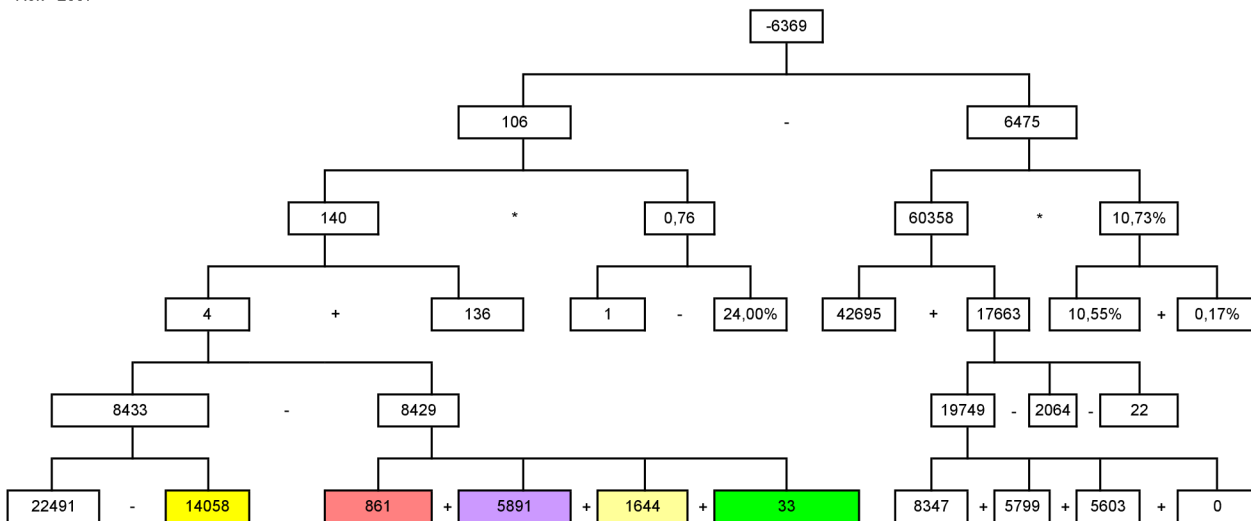 -6369
106 - 6475
140 * 0,76 60358 * 10,73%
4 + 136 1 - 24,00% 42695 + 17663 10,55% + 0,17%
8433 - 8429 19749 - 2064 - 22
22491 - 14058 861 + 5891 + 1644 + 33 8347 + 5799 + 5603 + 0